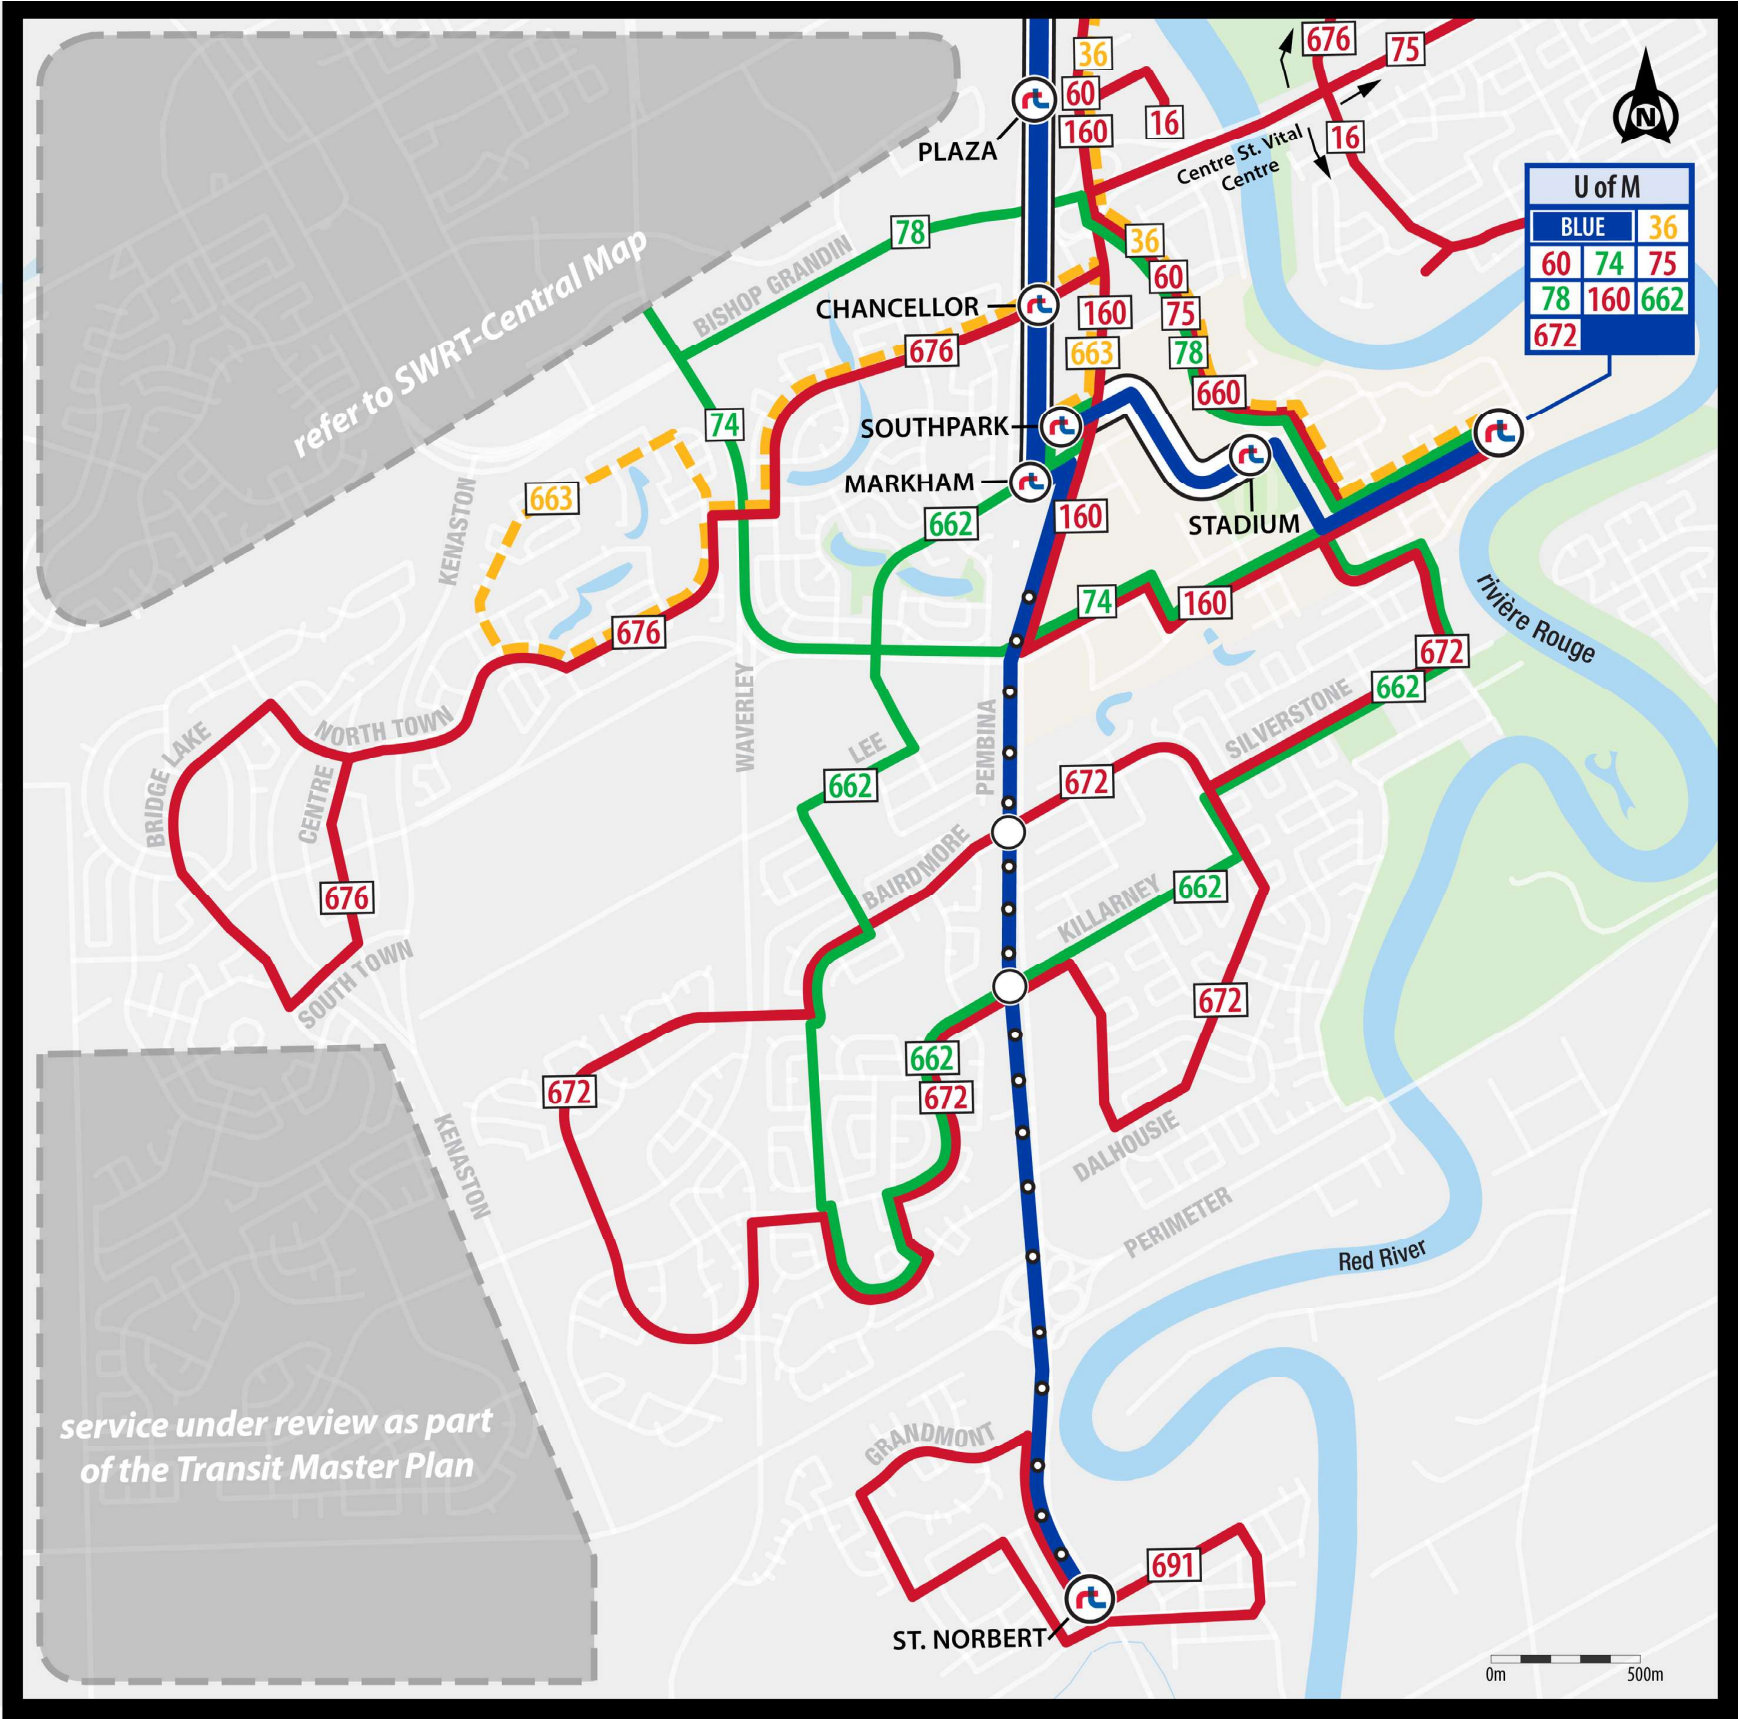 676
75
36
60
160
16
16
PLAZA
Centre St. Vital
Centre
N
U of M
BLUE 36
60 74 75
78 160 662
672
78
BISHOP GRANDIN
36
60
refer to SWRT-Central Map
CHANCELLOR
160
75
676
663
78
660
74
SOUTHPARK
MARKHAM
663
KENASTON
662
160
STADIUM
rivière Rouge
74
160
676
672
662
WAVERLEY
PEMBINA
SILVERSTONE
NORTH TOWN
BRIDGE LAKE
CENTRE
LEE
662
672
BAIRDMORE
KILLARNEY
662
676
SOUTH TOWN
672
662
672
672
KENASTON
DALHOUSIE
PERIMETER
Red River
service under review as part
of the Transit Master Plan
GRANDMONT
691
ST. NORBERT
0m 500m